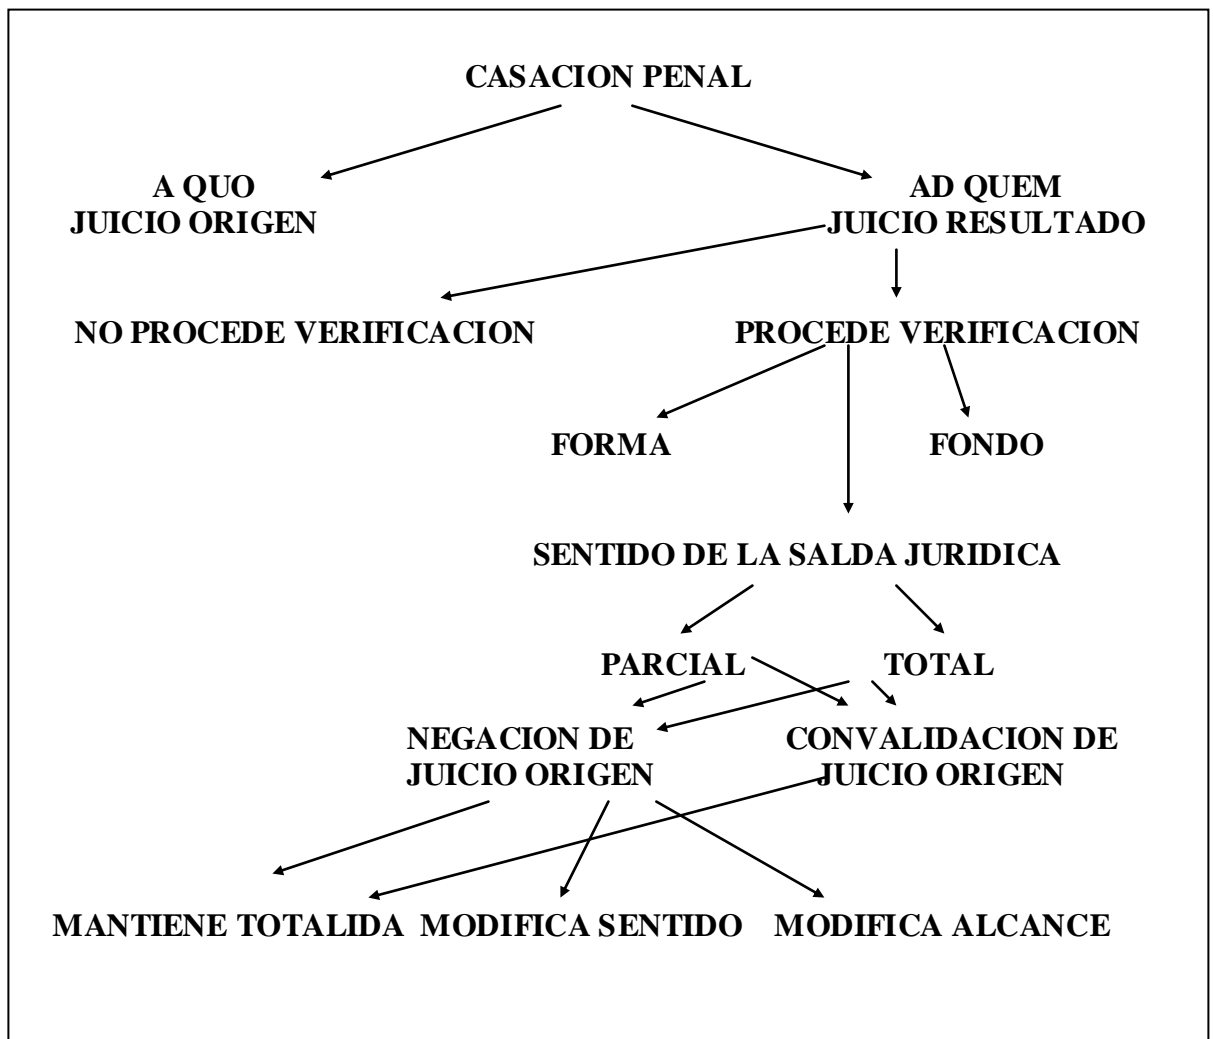 CASACION PENAL
A QUO
JUICIO ORIGEN
AD QUEM
JUICIO RESULTADO
NO PROCEDE VERIFICACION
PROCEDE VERIFICACION
FORMA
FONDO
SENTIDO DE LA SALDA JURIDICA
PARCIAL
TOTAL
NEGACION DE
JUICIO ORIGEN
CONVALIDACION DE
JUICIO ORIGEN
MANTIENE TOTALIDA
MODIFICA SENTIDO
MODIFICA ALCANCE